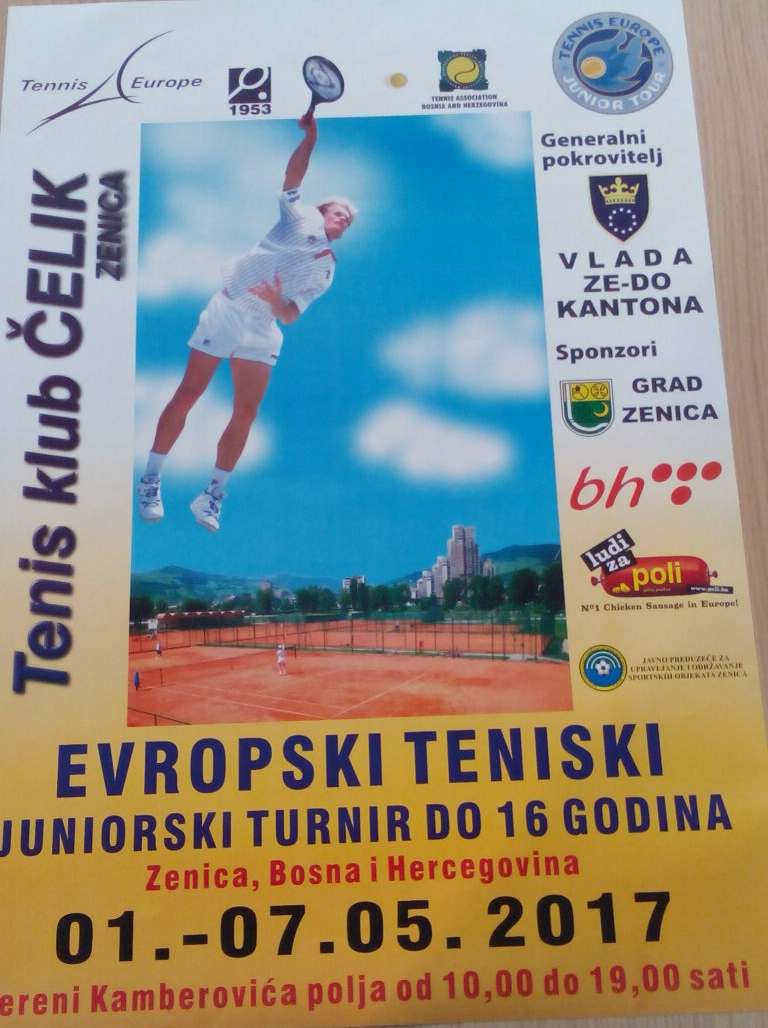 Tennis Europe
1953
TENNIS ASSOCIATION
BOSNIA AND HERZEGOVINA
TENNIS EUROPE
JUNIOR TOUR
Tenis klub ČELIK
ZENICA
Generalni
pokrovitelj
VLADA
ZE-DO
KANTONA
Sponzori
GRAD
ZENICA
bh
ludi
za
poli
www.poli.ba
Nº1 Chicken Sausage in Europe!
JAVNO PREDUZEĆE ZA
UPRAVLJANJE I ODRŽAVANJE
SPORTSKIH OBJEKATA ZENICA
EVROPSKI TENISKI
JUNIORSKI TURNIR DO 16 GODINA
Zenica, Bosna i Hercegovina
01.-07.05.2017
ereni Kamberovića polja od 10,00 do 19,00 sati